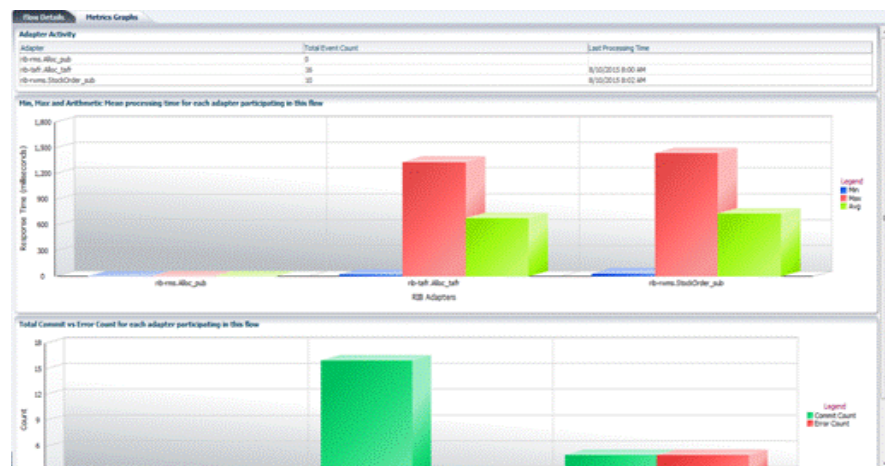 Flow Details Metrics Graphs
Adapter Activity
Adapter Total Event Count Last Processing Time
rib-rms.Alloc_pub 0
rib-tafr.Alloc_tafr 16 8/10/2015 8:00 AM
rib-rwms.StockOrder_sub 10 8/10/2015 8:02 AM
Min, Max and Arithmetic Mean processing time for each adapter participating in this flow
1,800
1,500
1,200
900
600
300
0
Response Time (milliseconds)
Legend
Min
Max
Avg
rib-rms.Alloc_pub rib-tafr.Alloc_tafr rib-rwms.StockOrder_sub
RIB Adapters
Total Commit vs Error Count for each adapter participating in this flow
18
15
12
9
6
Count
Legend
Commit Count
Error Count